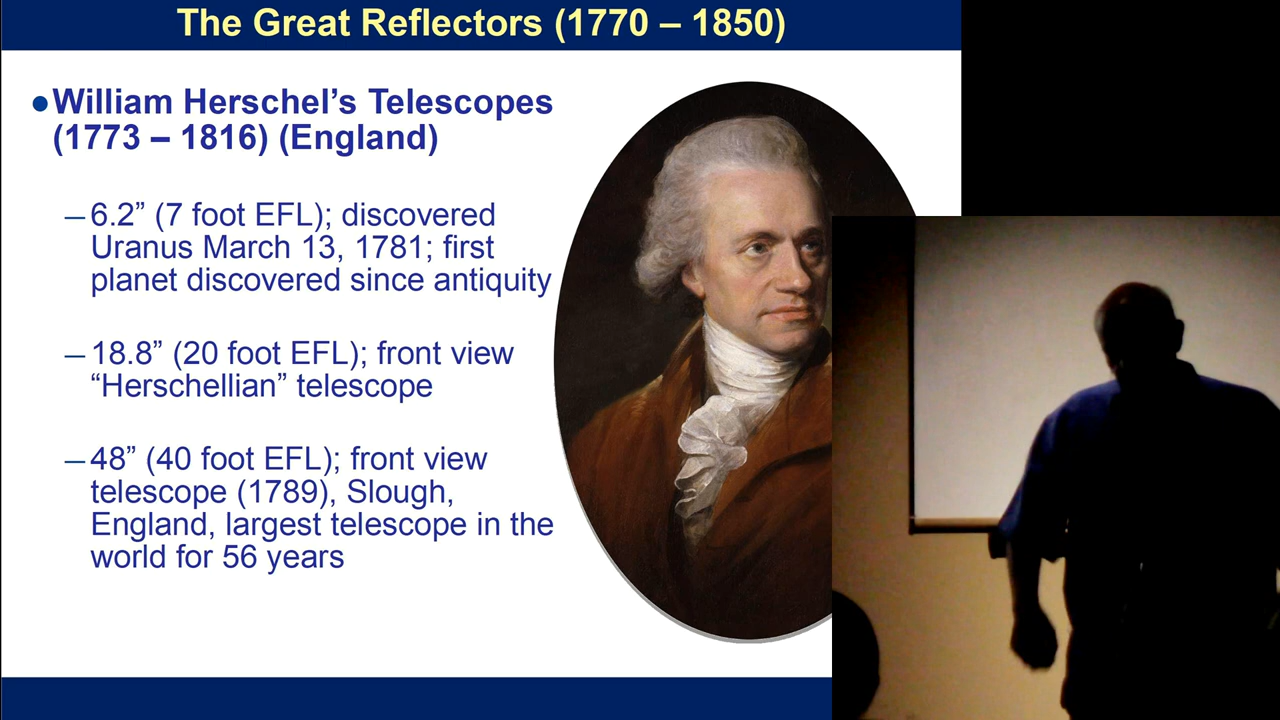 The Great Reflectors (1770 – 1850)
●William Herschel’s Telescopes
(1773 – 1816) (England)
–6.2” (7 foot EFL); discovered
Uranus March 13, 1781; first
planet discovered since antiquity
–18.8” (20 foot EFL); front view
“Herschellian” telescope
–48” (40 foot EFL); front view
telescope (1789), Slough,
England, largest telescope in the
world for 56 years